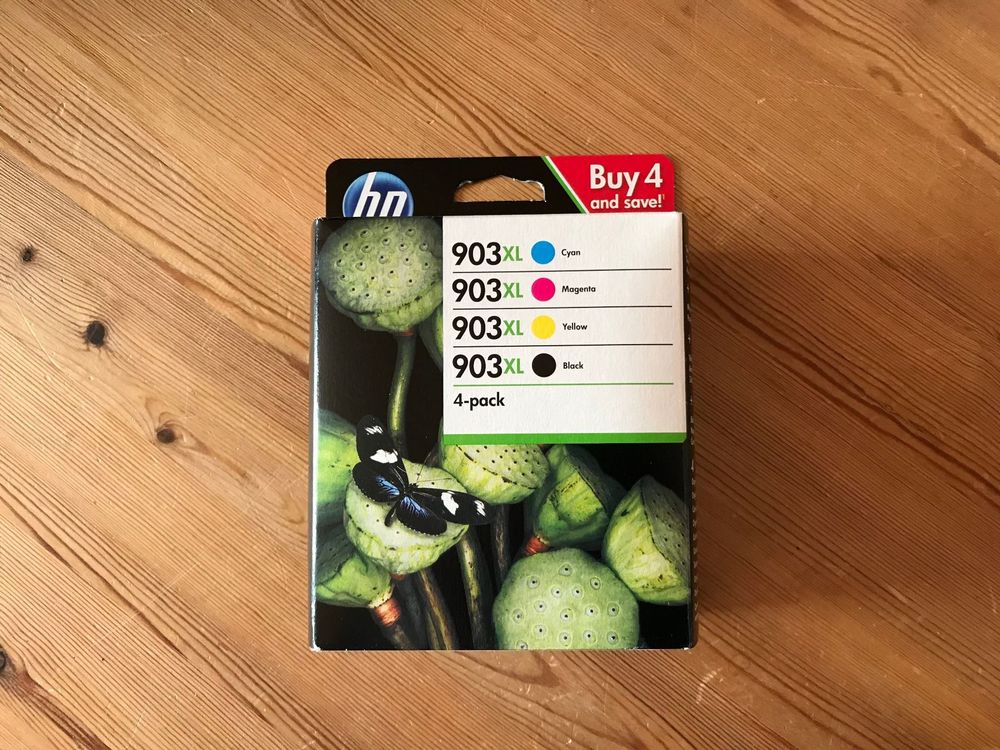 hp
Buy 4
and save!
903XL Cyan
903XL Magenta
903XL Yellow
903XL Black
4-pack